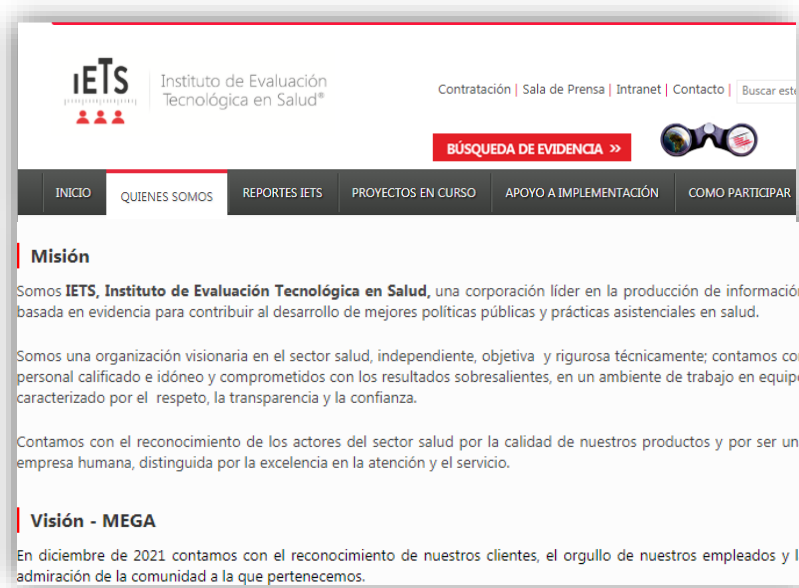 IETS
Instituto de Evaluación
Tecnológica en Salud®
Contratación | Sala de Prensa | Intranet | Contacto | Buscar este
BÚSQUEDA DE EVIDENCIA »
INICIO QUIENES SOMOS REPORTES IETS PROYECTOS EN CURSO APOYO A IMPLEMENTACIÓN COMO PARTICIPAR
Misión
Somos IETS, Instituto de Evaluación Tecnológica en Salud, una corporación líder en la producción de información
basada en evidencia para contribuir al desarrollo de mejores políticas públicas y prácticas asistenciales en salud.
Somos una organización visionaria en el sector salud, independiente, objetiva y rigurosa técnicamente; contamos con
personal calificado e idóneo y comprometidos con los resultados sobresalientes, en un ambiente de trabajo en equipo
caracterizado por el respeto, la transparencia y la confianza.
Contamos con el reconocimiento de los actores del sector salud por la calidad de nuestros productos y por ser un
empresa humana, distinguida por la excelencia en la atención y el servicio.
Visión - MEGA
En diciembre de 2021 contamos con el reconocimiento de nuestros clientes, el orgullo de nuestros empleados y l
admiración de la comunidad a la que pertenecemos.